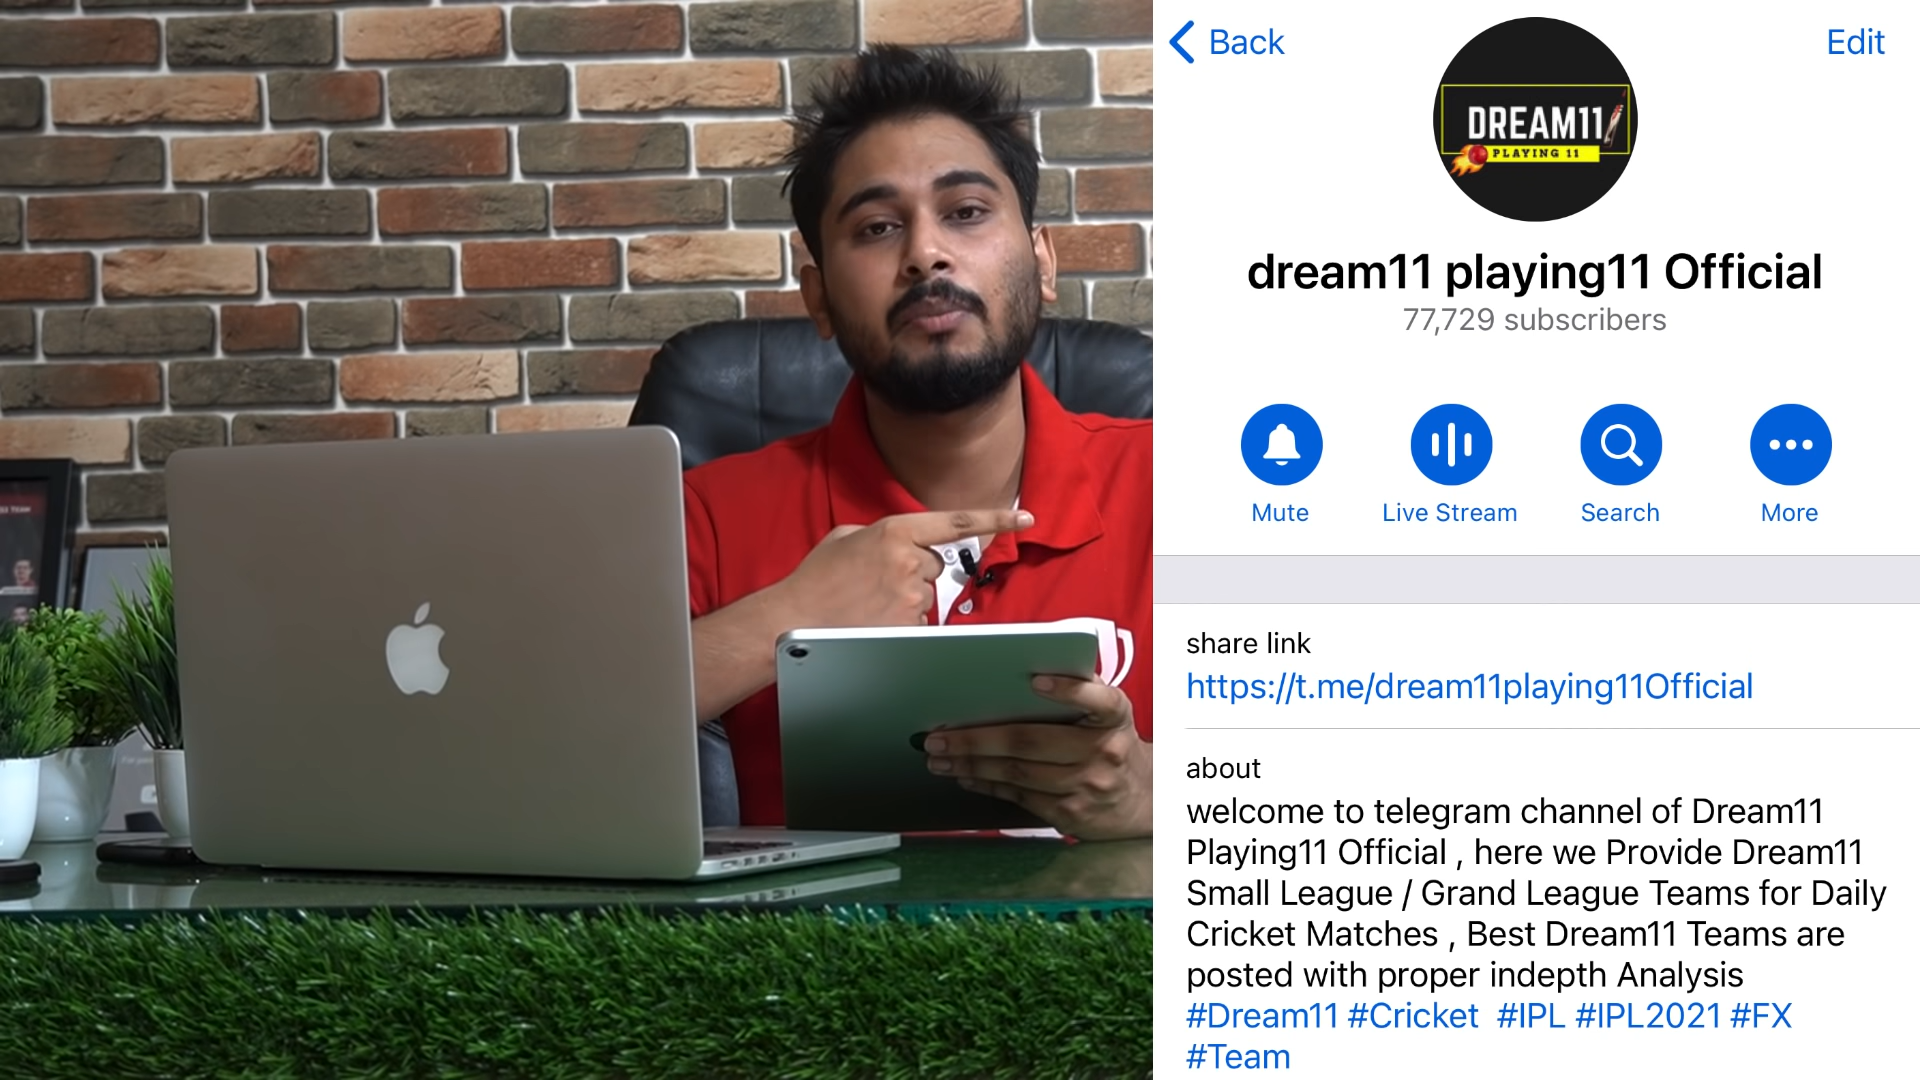 Back
Edit
DREAM11
PLAYING 11
dream11 playing11 Official
77,729 subscribers
Mute
Live Stream
Search
More
share link
https://t.me/dream11playing11Official
about
welcome to telegram channel of Dream11
Playing11 Official , here we Provide Dream11
Small League / Grand League Teams for Daily
Cricket Matches , Best Dream11 Teams are
posted with proper indepth Analysis
#Dream11 #Cricket  #IPL #IPL2021 #FX
#Team